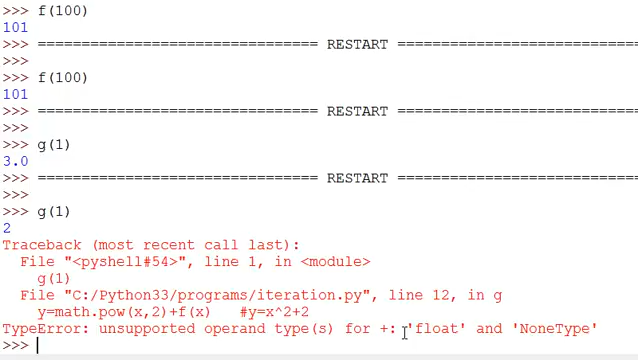 >>> f(100)
101
>>> ================================ RESTART ============================
>>>
>>> f(100)
101
>>> ================================ RESTART ============================
>>>
>>> g(1)
3.0
>>> ================================ RESTART ============================
>>>
>>> g(1)
2
Traceback (most recent call last):
  File "<pyshell#54>", line 1, in <module>
    g(1)
  File "C:/Python33/programs/iteration.py", line 12, in g
    y=math.pow(x,2)+f(x)   #y=x^2+2
TypeError: unsupported operand type(s) for +: 'float' and 'NoneType'
>>>